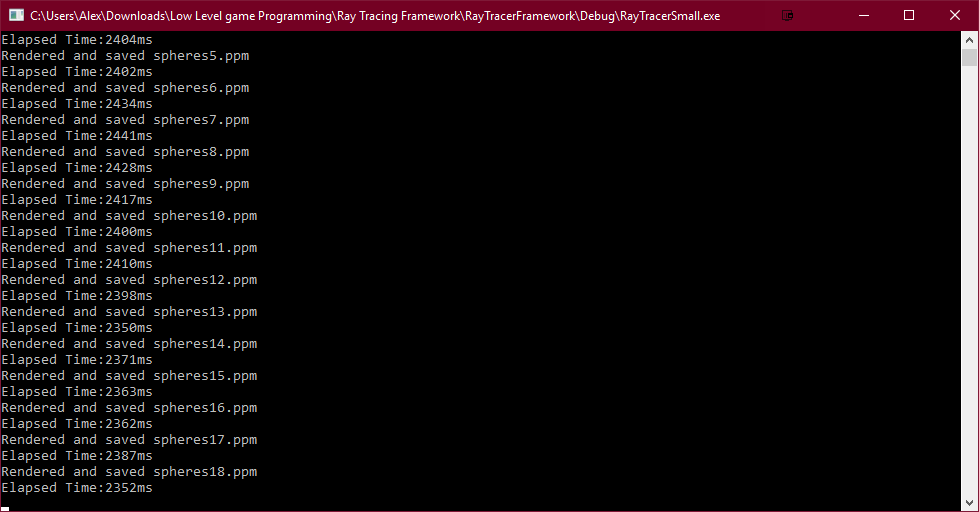 C:\Users\Alex\Downloads\Low Level game Programming\Ray Tracing Framework\RayTracerFramework\Debug\RayTracerSmall.exe
Elapsed Time:2404ms
Rendered and saved spheres5.ppm
Elapsed Time:2402ms
Rendered and saved spheres6.ppm
Elapsed Time:2434ms
Rendered and saved spheres7.ppm
Elapsed Time:2441ms
Rendered and saved spheres8.ppm
Elapsed Time:2428ms
Rendered and saved spheres9.ppm
Elapsed Time:2417ms
Rendered and saved spheres10.ppm
Elapsed Time:2400ms
Rendered and saved spheres11.ppm
Elapsed Time:2410ms
Rendered and saved spheres12.ppm
Elapsed Time:2398ms
Rendered and saved spheres13.ppm
Elapsed Time:2350ms
Rendered and saved spheres14.ppm
Elapsed Time:2371ms
Rendered and saved spheres15.ppm
Elapsed Time:2363ms
Rendered and saved spheres16.ppm
Elapsed Time:2362ms
Rendered and saved spheres17.ppm
Elapsed Time:2387ms
Rendered and saved spheres18.ppm
Elapsed Time:2352ms